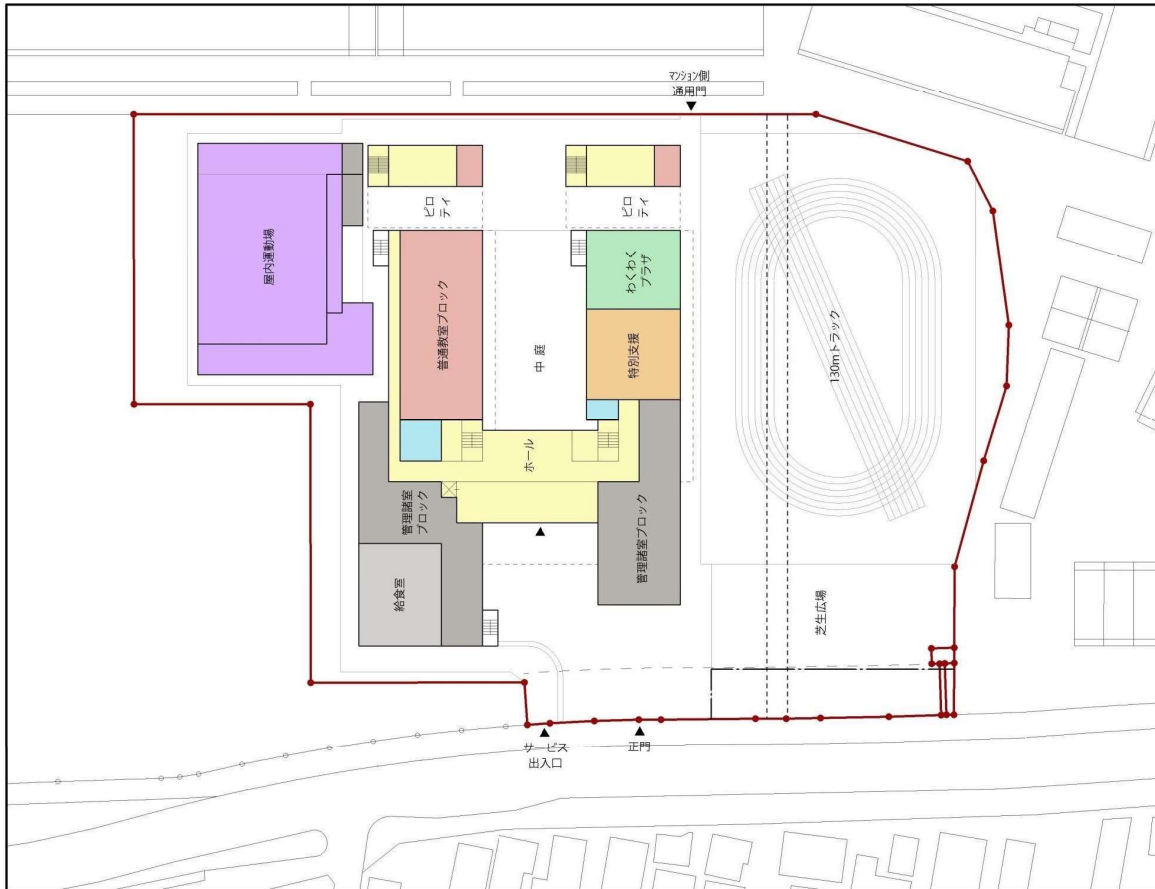 マンション側
通用門
ピロ
ティ
ピロ
ティ
屋内運動場
普通教室ブロック
中庭
わくわく
プラザ
特別支援
130mトラック
ホール
管理諸室
ブロック
管理諸室ブロック
給食室
芝生広場
サービス
出入口
正門